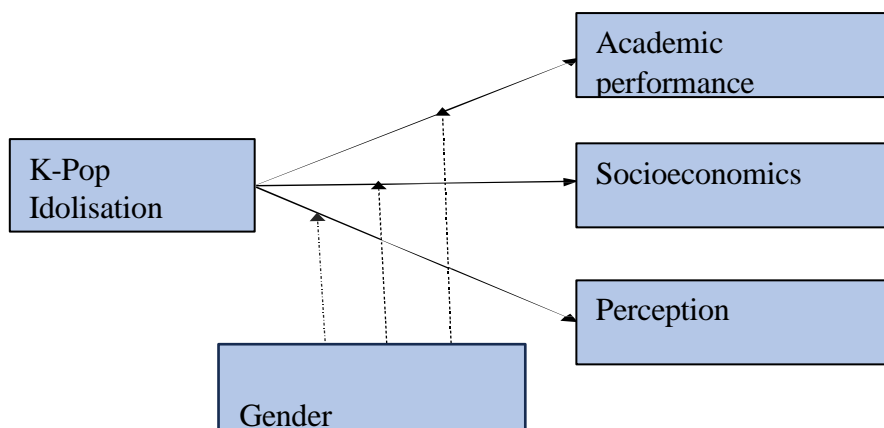 Academic
performance
K-Pop
Idolisation
Socioeconomics
Perception
Gender